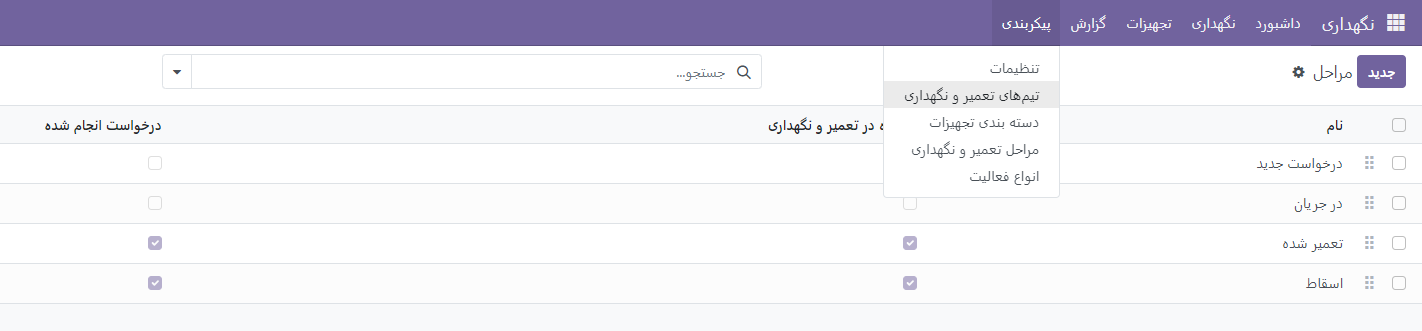 نگهداری داشبورد نگهداری تجهیزات گزارش پیکربندی
جدید مراحل جستجو...
تنظیمات
تیم‌های تعمیر و نگهداری
دسته بندی تجهیزات
مراحل تعمیر و نگهداری
انواع فعالیت
نام در تعمیر و نگهداری درخواست انجام شده
درخواست جدید
در جریان
تعمیر شده
اسقاط